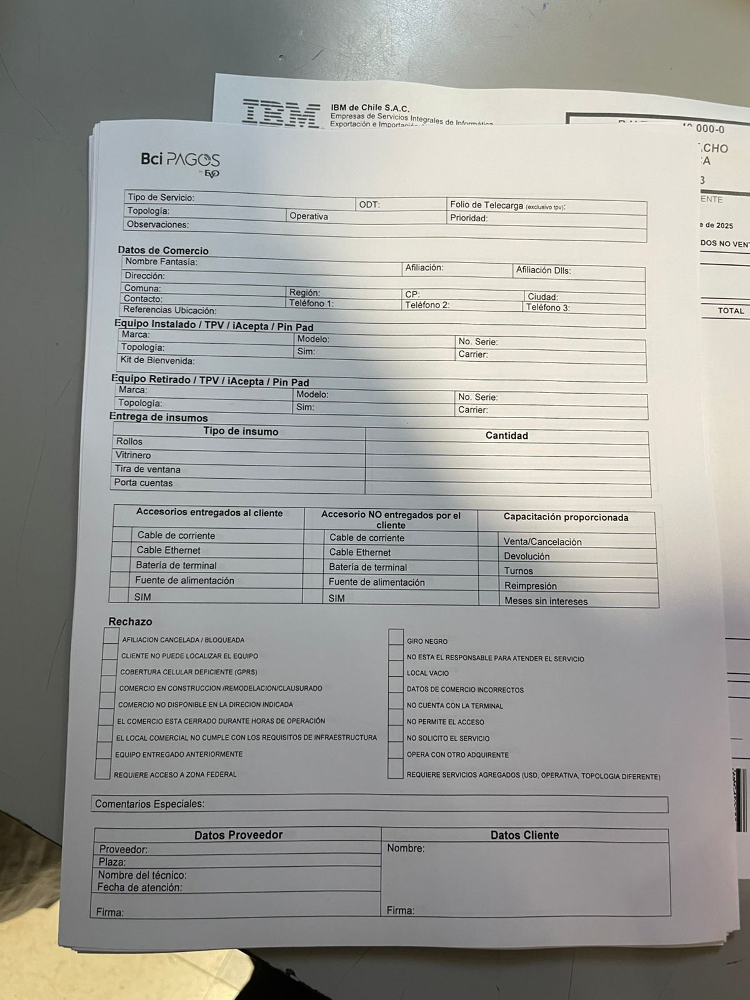 IBM
IBM de Chile S.A.C.
Empresas de Servicios Integrales de Informática
Exportación e
000-0
CHO
CA
3
ENTE
e de 2025
DOS NO VEN
TOTAL
Bci PAGOS
by EVO
Tipo de Servicio:
ODT:
Folio de Telecarga (exclusivo tpv):
Topología:
Operativa
Prioridad:
Observaciones:
Datos de Comercio
Nombre Fantasía:
Afiliación:
Afiliación Dlls:
Dirección:
Comuna:
Región:
CP:
Ciudad:
Contacto:
Teléfono 1:
Teléfono 2:
Teléfono 3:
Referencias Ubicación:
Equipo Instalado / TPV / iAcepta / Pin Pad
Marca:
Modelo:
No. Serie:
Topología:
Sim:
Carrier:
Kit de Bienvenida:
Equipo Retirado / TPV / iAcepta / Pin Pad
Marca:
Modelo:
No. Serie:
Topología:
Sim:
Carrier:
Entrega de insumos
Tipo de insumo
Cantidad
Rollos
Vitrinero
Tira de ventana
Porta cuentas
Accesorios entregados al cliente
Accesorio NO entregados por el
cliente
Capacitación proporcionada
Cable de corriente
Cable de corriente
Venta/Cancelación
Cable Ethernet
Cable Ethernet
Devolución
Batería de terminal
Batería de terminal
Turnos
Fuente de alimentación
Fuente de alimentación
Reimpresión
SIM
SIM
Meses sin intereses
Rechazo
AFILIACION CANCELADA / BLOQUEADA
GIRO NEGRO
CLIENTE NO PUEDE LOCALIZAR EL EQUIPO
NO ESTA EL RESPONSABLE PARA ATENDER EL SERVICIO
COBERTURA CELULAR DEFICIENTE (GPRS)
LOCAL VACIO
COMERCIO EN CONSTRUCCION /REMODELACION/CLAUSURADO
DATOS DE COMERCIO INCORRECTOS
COMERCIO NO DISPONIBLE EN LA DIRECION INDICADA
NO CUENTA CON LA TERMINAL
EL COMERCIO ESTA CERRADO DURANTE HORAS DE OPERACIÓN
NO PERMITE EL ACCESO
EL LOCAL COMERCIAL NO CUMPLE CON LOS REQUISITOS DE INFRAESTRUCTURA
NO SOLICITO EL SERVICIO
EQUIPO ENTREGADO ANTERIORMENTE
OPERA CON OTRO ADQUIRENTE
REQUIERE ACCESO A ZONA FEDERAL
REQUIERE SERVICIOS AGREGADOS (USD, OPERATIVA, TOPOLOGIA DIFERENTE)
Comentarios Especiales:
Datos Proveedor
Datos Cliente
Proveedor:
Nombre:
Plaza:
Nombre del técnico:
Fecha de atención:
Firma:
Firma: